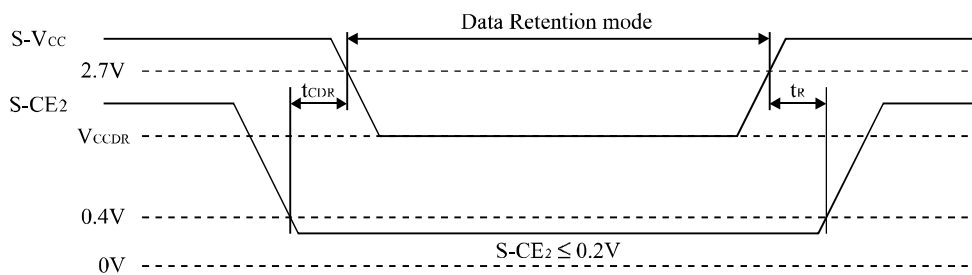 Data Retention mode
S-VCC
2.7V
tCDR
tR
S-CE2
VCCDR
0.4V
S-CE2 ≤ 0.2V
0V